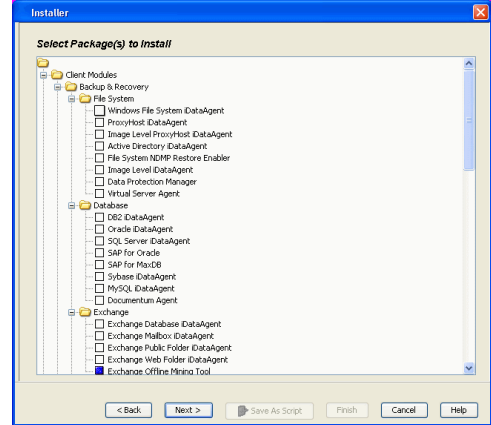 Installer
Select Package(s) to Install
Client Modules
Backup & Recovery
File System
Windows File System iDataAgent
ProxyHost iDataAgent
Image Level ProxyHost iDataAgent
Active Directory iDataAgent
File System NDMP Restore Enabler
Image Level iDataAgent
Data Protection Manager
Virtual Server Agent
Database
DB2 iDataAgent
Oracle iDataAgent
SQL Server iDataAgent
SAP for Oracle
SAP for MaxDB
Sybase iDataAgent
MySQL iDataAgent
Documentum Agent
Exchange
Exchange Database iDataAgent
Exchange Mailbox iDataAgent
Exchange Public Folder iDataAgent
Exchange Web Folder iDataAgent
Exchange Offline Mining Tool
< Back Next > Save As Script Finish Cancel Help